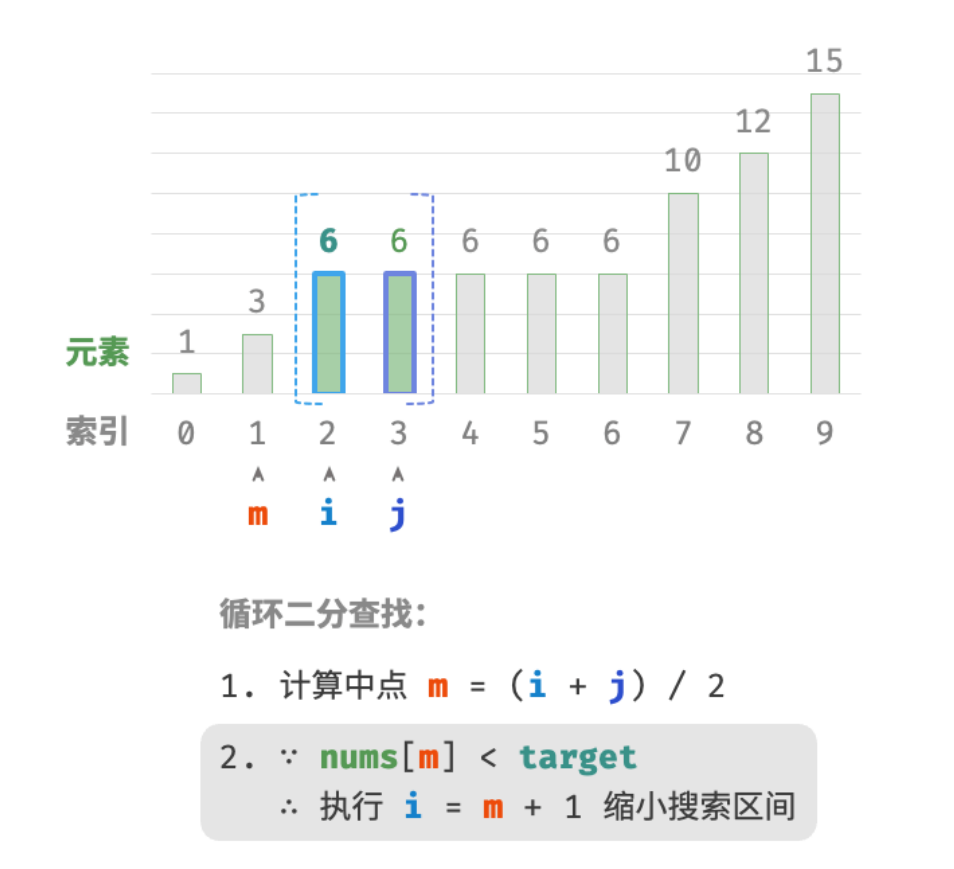 15
12
10
6 6 6 6 6
3
1
元素
索引 0 1 2 3 4 5 6 7 8 9
m i j
循环二分查找:
1. 计算中点 m = (i + j) / 2
2. ∵ nums[m] < target
∴ 执行 i = m + 1 缩小搜索区间